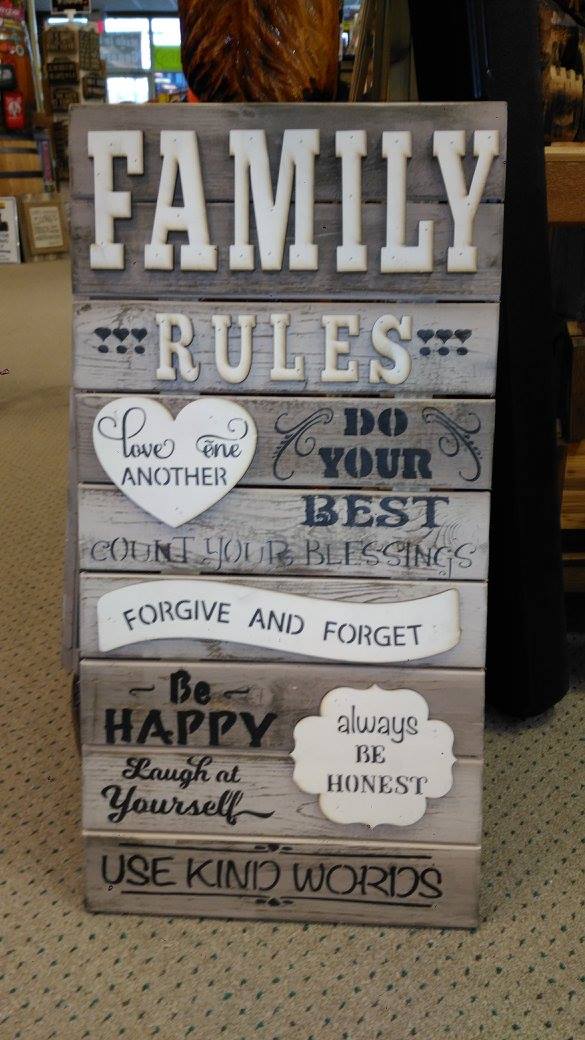 FAMILY
RULES
love one
ANOTHER
DO
YOUR
BEST
COUNT YOUR BLESSINGS
FORGIVE AND FORGET
Be
HAPPY
always
BE
HONEST
Laugh at
Yourself
USE KIND WORDS